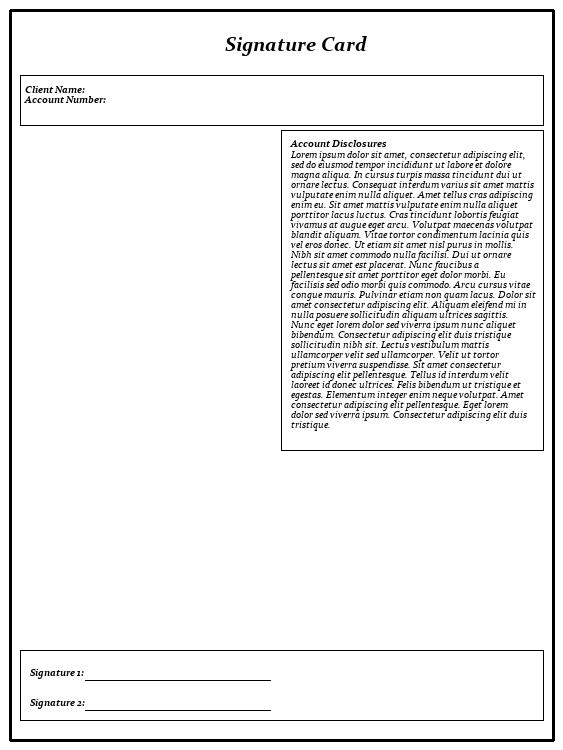 Signature Card
Client Name:
Account Number:
Account Disclosures
Lorem ipsum dolor sit amet, consectetur adipiscing elit,
sed do eiusmod tempor incididunt ut labore et dolore
magna aliqua. In cursus turpis massa tincidunt dui ut
ornare lectus. Consequat interdum varius sit amet mattis
vulputate enim nulla aliquet. Amet tellus cras adipiscing
enim eu. Sit amet mattis vulputate enim nulla aliquet
porttitor lacus luctus. Cras tincidunt lobortis feugiat
vivamus at augue eget arcu. Volutpat maecenas volutpat
blandit aliquam. Vitae tortor condimentum lacinia quis
vel eros donec. Ut etiam sit amet nisl purus in mollis.
Nibh sit amet commodo nulla facilisi. Dui ut ornare
lectus sit amet est placerat. Nunc faucibus a
pellentesque sit amet porttitor eget dolor morbi. Eu
facilisis sed odio morbi quis commodo. Arcu cursus vitae
congue mauris. Pulvinar etiam non quam lacus. Dolor sit
amet consectetur adipiscing elit. Aliquam eleifend mi in
nulla posuere sollicitudin aliquam ultrices sagittis.
Nunc eget lorem dolor sed viverra ipsum nunc aliquet
bibendum. Consectetur adipiscing elit duis tristique
sollicitudin nibh sit. Lectus vestibulum mattis
ullamcorper velit sed ullamcorper. Velit ut tortor
pretium viverra suspendisse. Sit amet consectetur
adipiscing elit pellentesque. Tellus id interdum velit
laoreet id donec ultrices. Felis bibendum ut tristique et
egestas. Elementum integer enim neque volutpat. Amet
consectetur adipiscing elit pellentesque. Eget lorem
dolor sed viverra ipsum. Consectetur adipiscing elit duis
tristique.
Signature 1:
Signature 2: